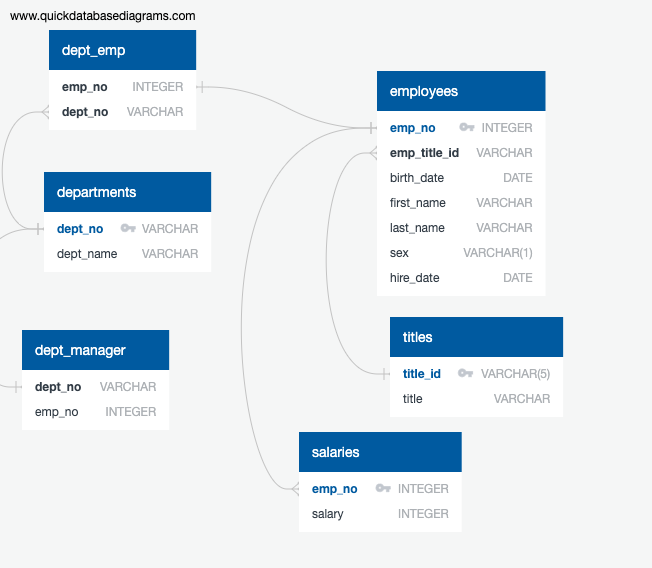 www.quickdatabasediagrams.com
dept_emp
emp_no INTEGER
dept_no VARCHAR
employees
emp_no INTEGER
emp_title_id VARCHAR
birth_date DATE
first_name VARCHAR
last_name VARCHAR
sex VARCHAR(1)
hire_date DATE
departments
dept_no VARCHAR
dept_name VARCHAR
titles
title_id VARCHAR(5)
title VARCHAR
dept_manager
dept_no VARCHAR
emp_no INTEGER
salaries
emp_no INTEGER
salary INTEGER